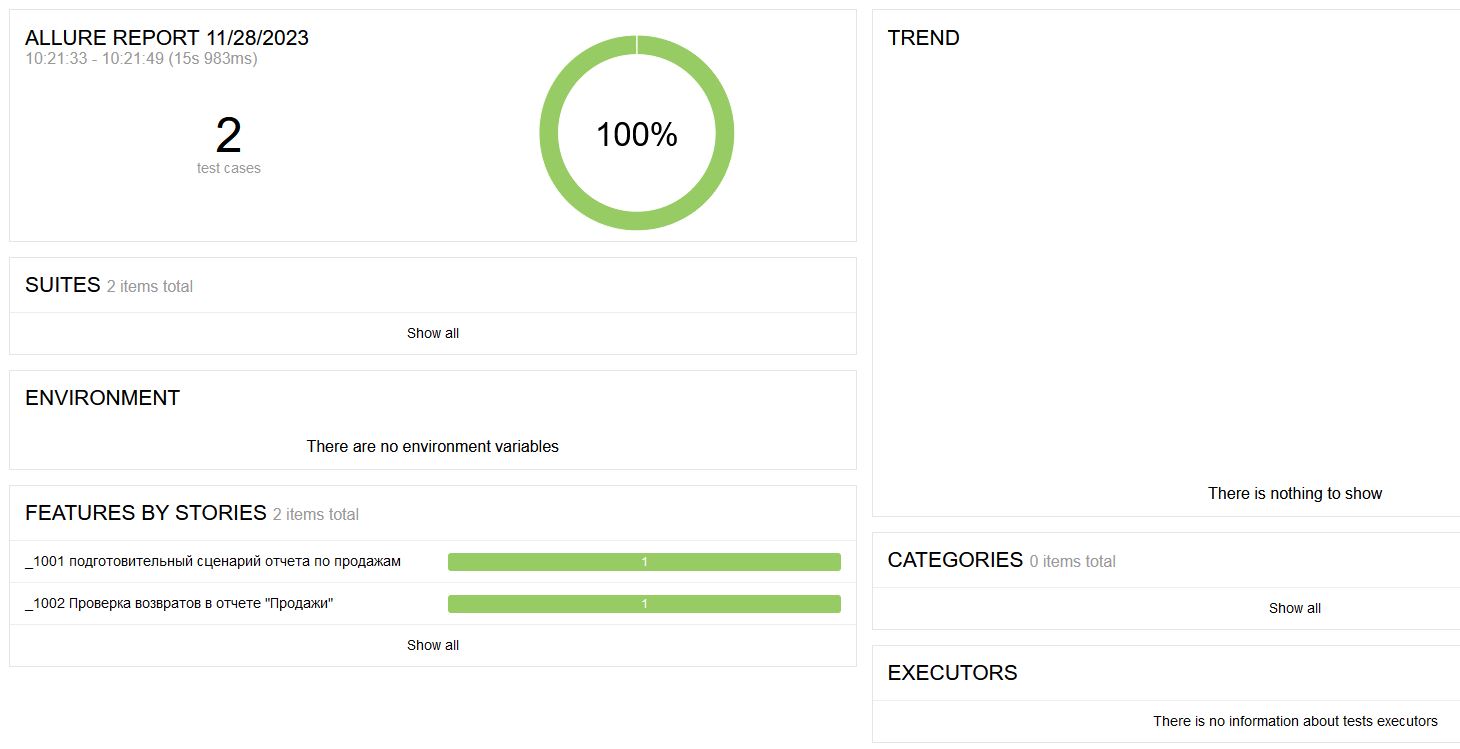 ALLURE REPORT 11/28/2023
10:21:33 - 10:21:49 (15s 983ms)
2
test cases
100%
SUITES 2 items total
Show all
ENVIRONMENT
There are no environment variables
FEATURES BY STORIES 2 items total
_1001 подготовительный сценарий отчета по продажам 1
_1002 Проверка возвратов в отчете "Продажи" 1
Show all
TREND
There is nothing to show
CATEGORIES 0 items total
Show all
EXECUTORS
There is no information about tests executors